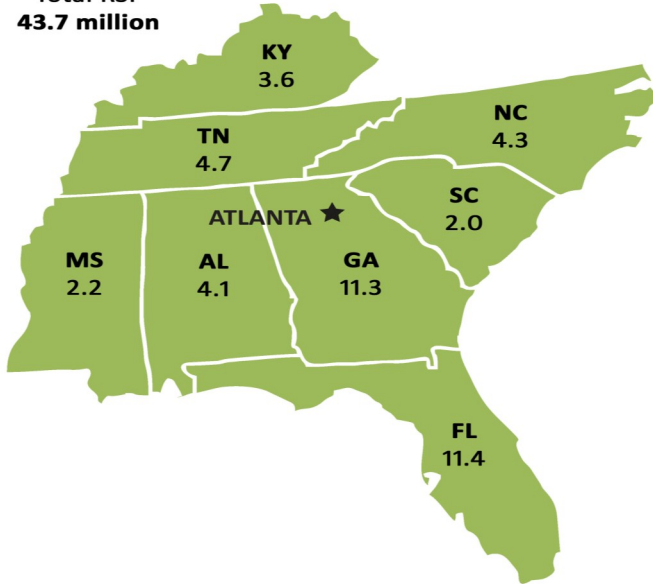 43.7 million
KY
3.6
NC
4.3
TN
4.7
SC
2.0
ATLANTA
MS
2.2
AL
4.1
GA
11.3
FL
11.4